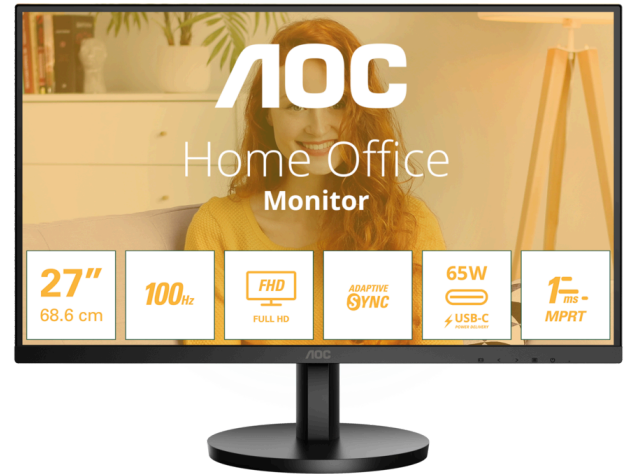 AOC
Home Office
Monitor
27"
68.6 cm
100Hz
FHD
FULL HD
ADAPTIVE
SYNC
65W
USB-C
POWER DELIVERY
1ms
MPRT
AOC